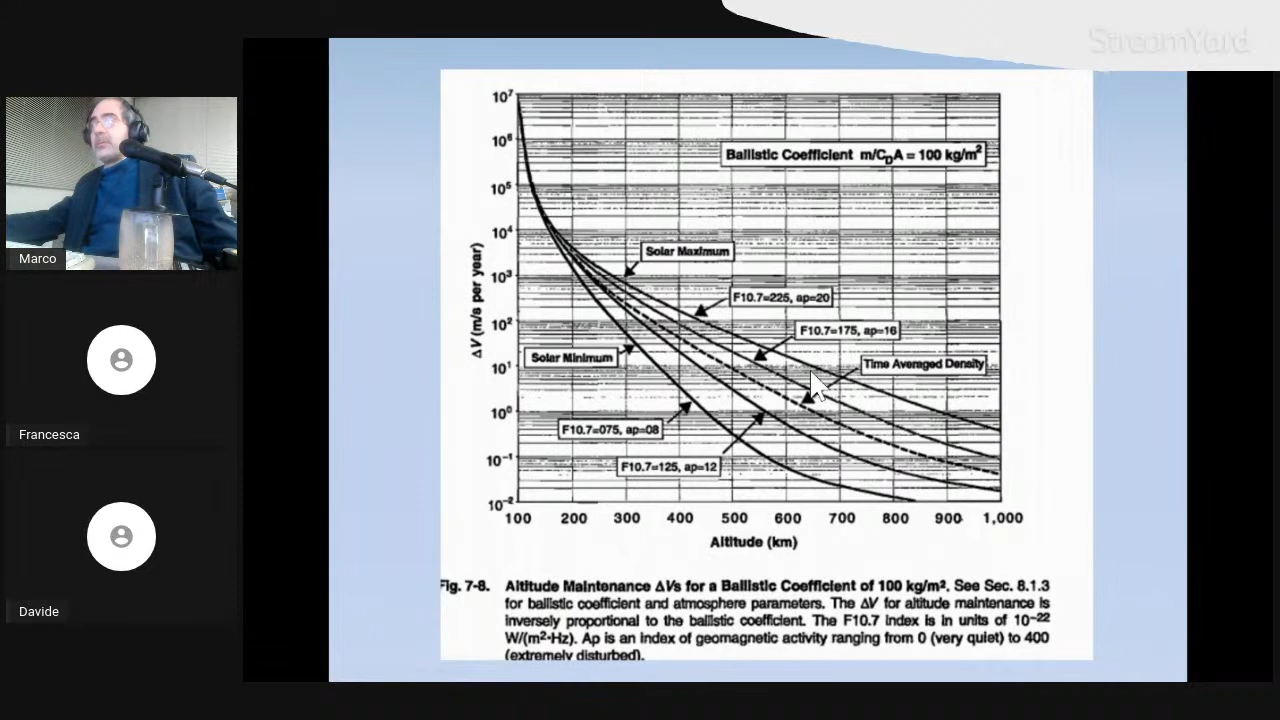 StreamYard
Marco
Francesca
Davide
10⁷
10⁶
10⁵
10⁴
10³
10²
10¹
10⁰
10⁻¹
10⁻²
ΔV (m/s per year)
Ballistic Coefficient m/C_DA = 100 kg/m²
Solar Maximum
F10.7=225, ap=20
F10.7=175, ap=16
Time Averaged Density
Solar Minimum
F10.7=075, ap=08
F10.7=125, ap=12
100 200 300 400 500 600 700 800 900 1,000
Altitude (km)
Fig. 7-8. Altitude Maintenance ΔVs for a Ballistic Coefficient of 100 kg/m². See Sec. 8.1.3
for ballistic coefficient and atmosphere parameters. The ΔV for altitude maintenance is
inversely proportional to the ballistic coefficient. The F10.7 index is in units of 10⁻²²
W/(m²·Hz). Ap is an index of geomagnetic activity ranging from 0 (very quiet) to 400
(extremely disturbed).